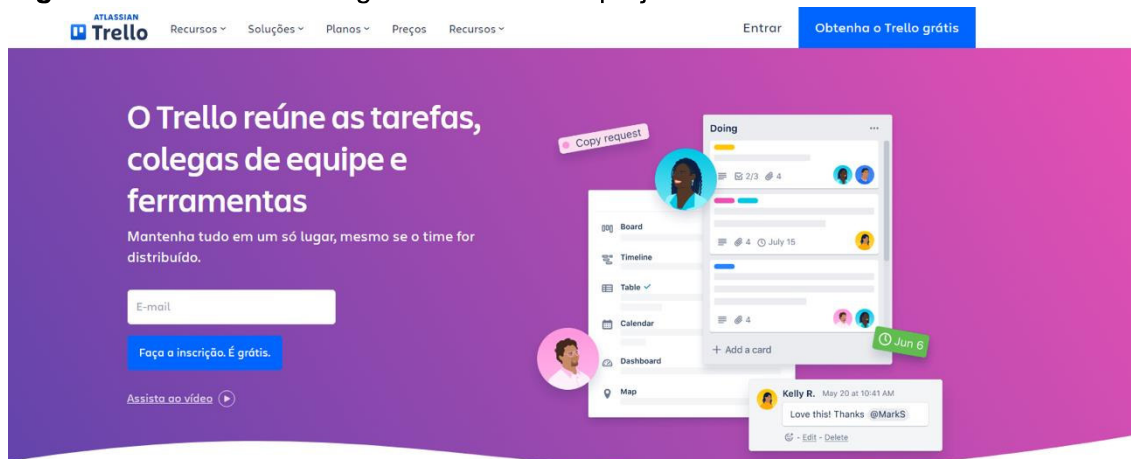 ATLASSIAN
Trello
Recursos
Soluções
Planos
Preços
Recursos
Entrar
Obtenha o Trello grátis
O Trello reúne as tarefas,
colegas de equipe e
ferramentas
Mantenha tudo em um só lugar, mesmo se o time for
distribuído.
E-mail
Faça a inscrição. É grátis.
Assista ao vídeo
Copy request
Board
Timeline
Table
Calendar
Dashboard
Map
Doing
2/3 4
4 July 15
4
+ Add a card
Jun 6
Kelly R. May 20 at 10:41 AM
Love this! Thanks @MarkS
- Edit - Delete